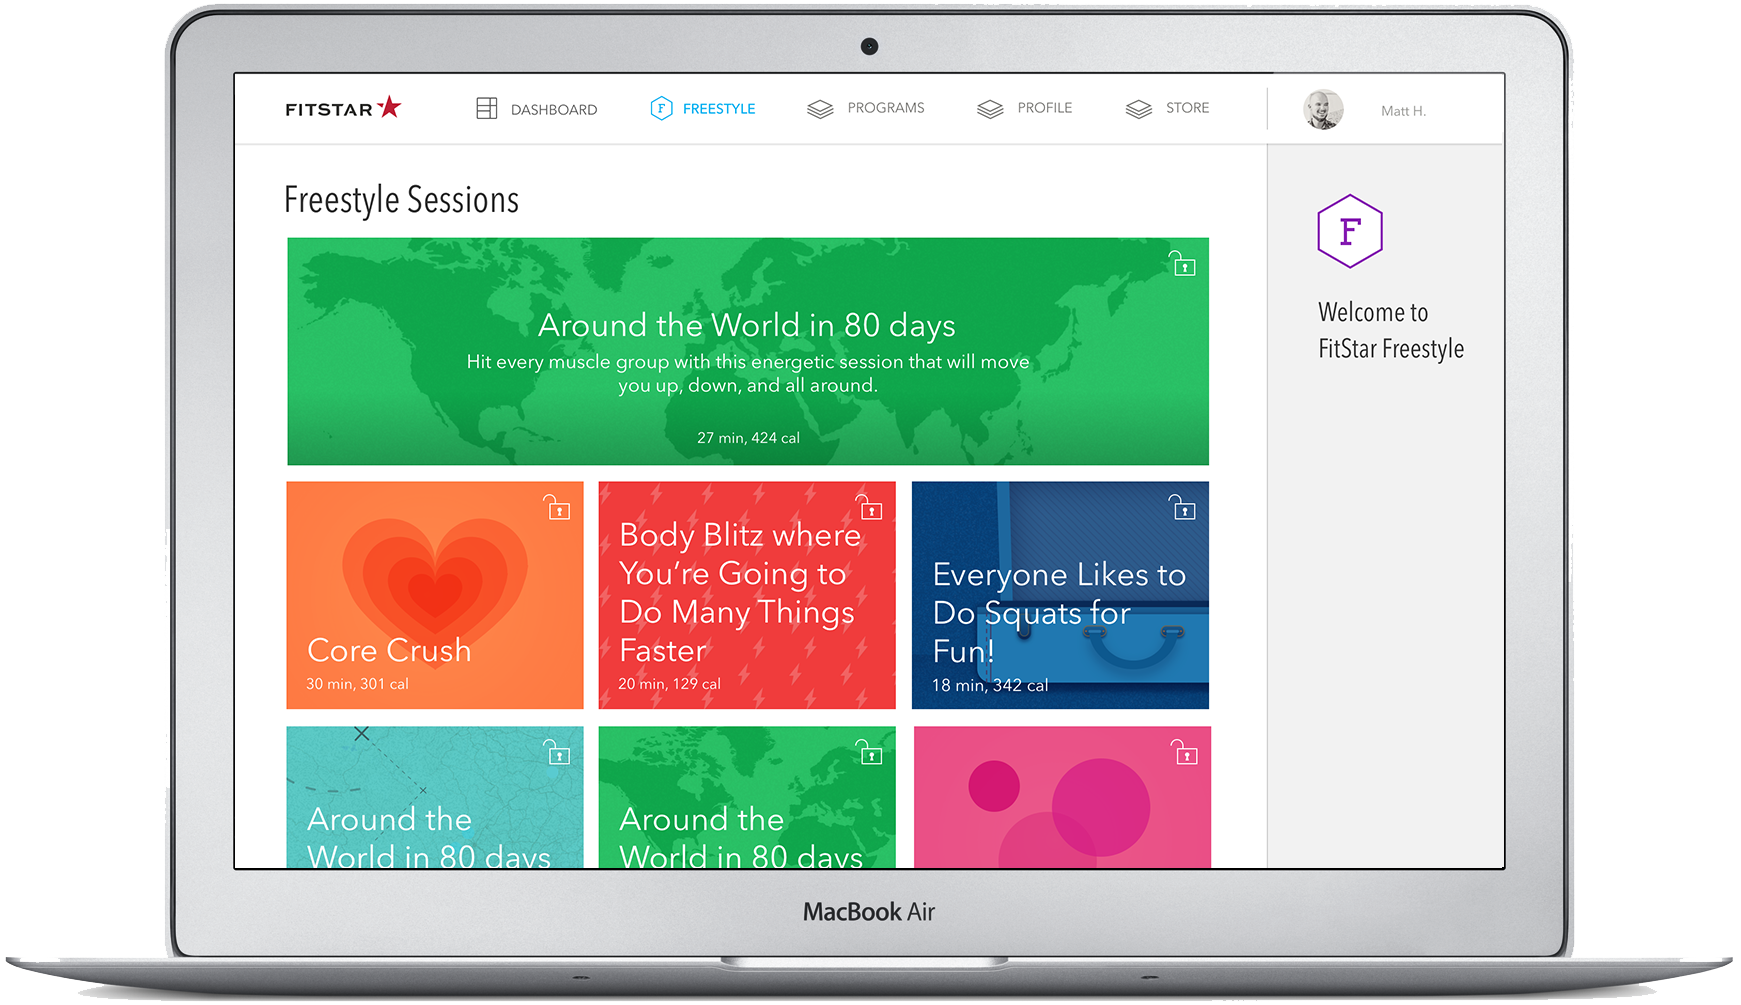 FITSTAR
DASHBOARD
F
FREESTYLE
PROGRAMS
PROFILE
STORE
Matt H.
Freestyle Sessions
Around the World in 80 days
Hit every muscle group with this energetic session that will move
you up, down, and all around.
27 min, 424 cal
F
Welcome to
FitStar Freestyle
Core Crush
30 min, 301 cal
Body Blitz where
You're Going to
Do Many Things
Faster
20 min, 129 cal
Everyone Likes to
Do Squats for
Fun!
18 min, 342 cal
Around the
World in 80 days
Around the
World in 80 days
MacBook Air